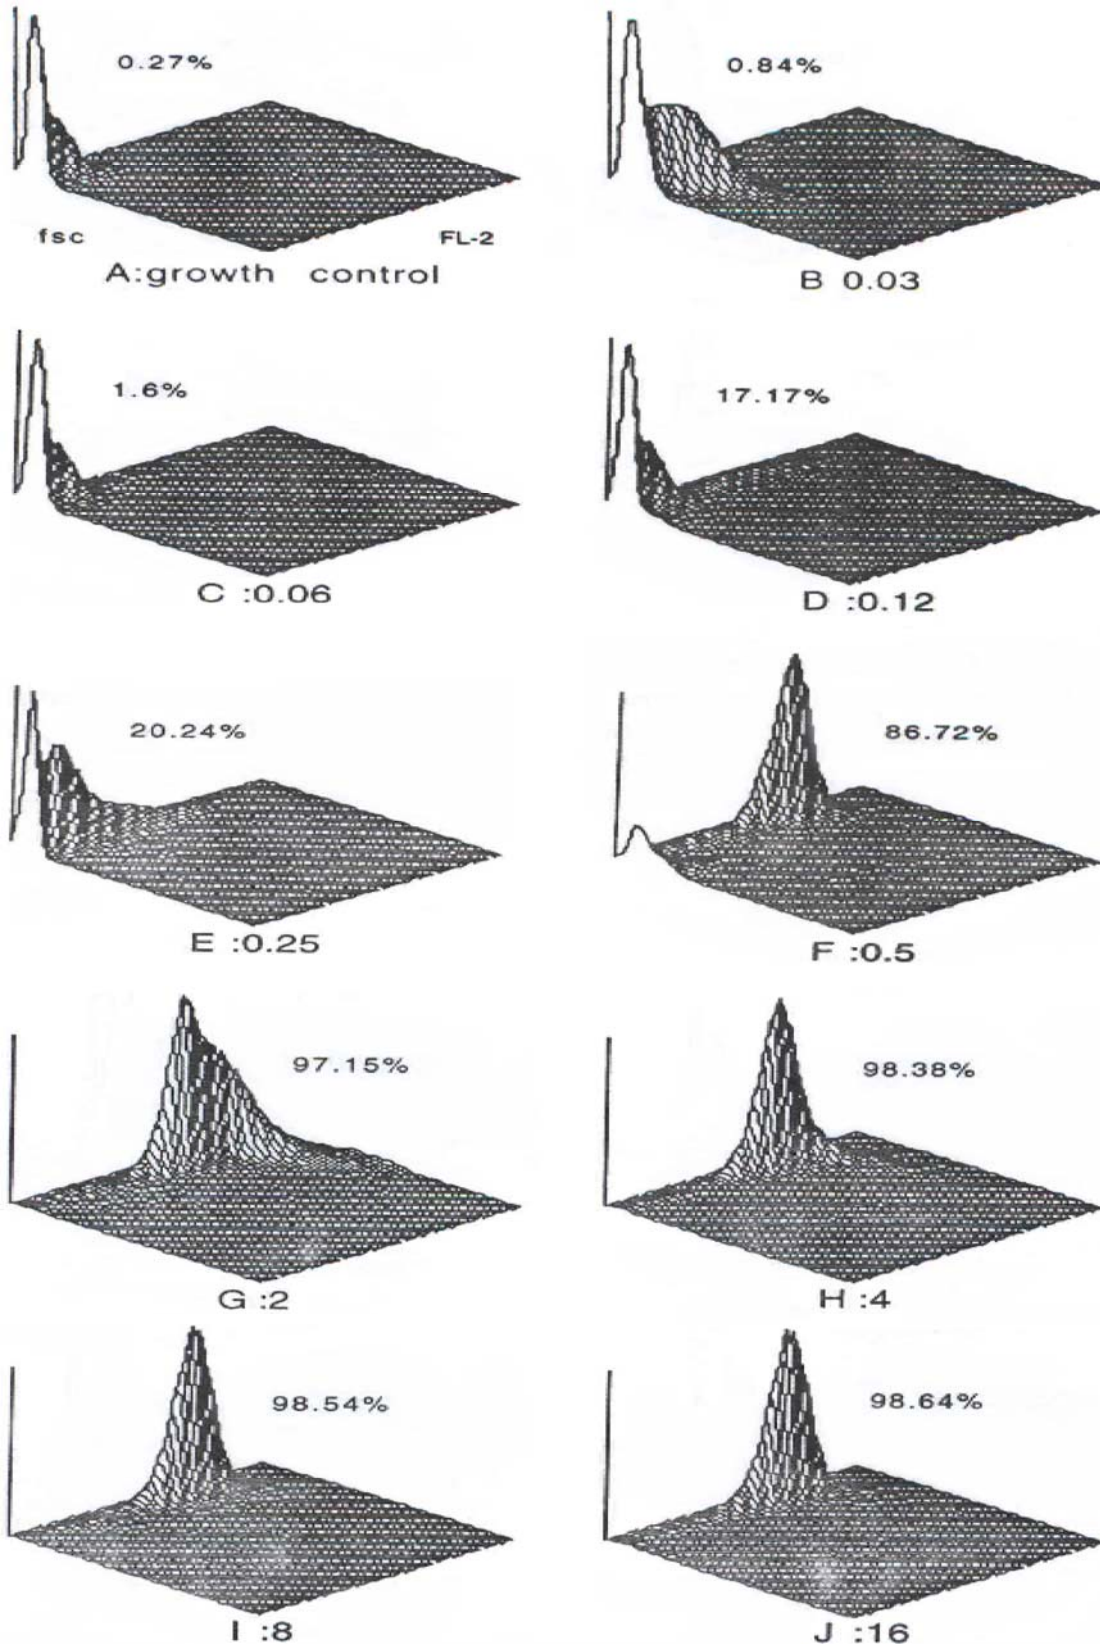 0.27%
0.84%
fsc
FL-2
A:growth control
B 0.03
1.6%
17.17%
C :0.06
D :0.12
20.24%
86.72%
E :0.25
F :0.5
97.15%
98.38%
G :2
H :4
98.54%
98.64%
I :8
J :16